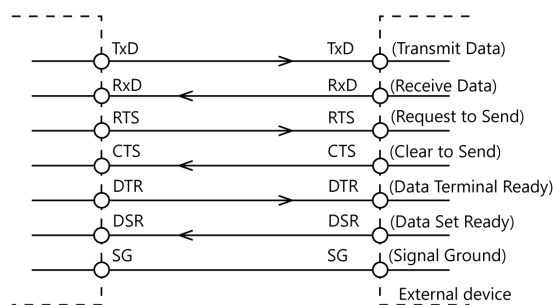 TxD TxD (Transmit Data)
RxD RxD (Receive Data)
RTS RTS (Request to Send)
CTS CTS (Clear to Send)
DTR DTR (Data Terminal Ready)
DSR DSR (Data Set Ready)
SG SG (Signal Ground)
External device